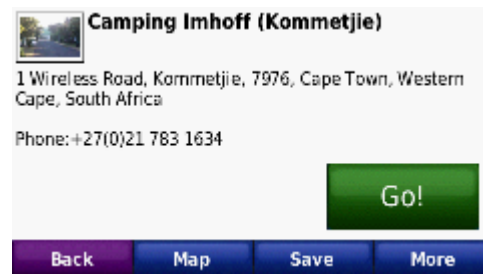 Camping Imhoff (Kommetjie)
1 Wireless Road, Kommetjie, 7976, Cape Town, Western
Cape, South Africa
Phone:+27(0)21 783 1634
Go!
Back Map Save More